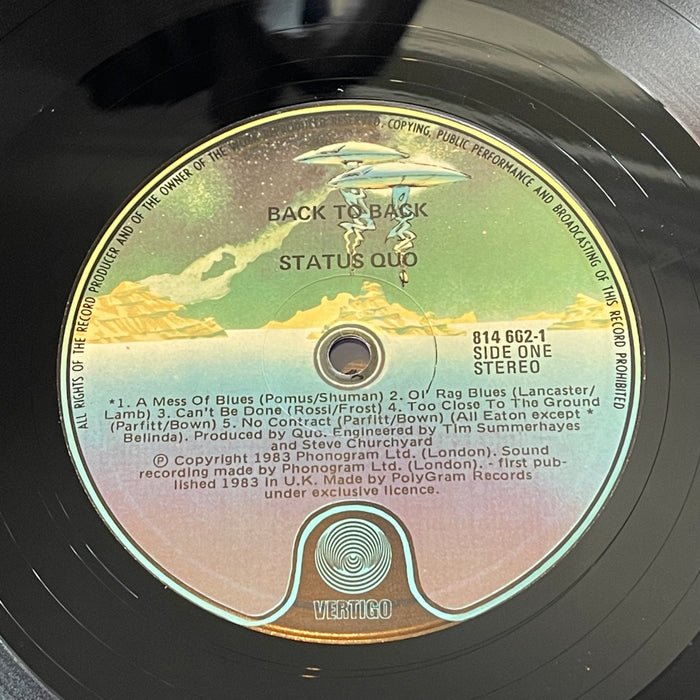 ALL RIGHTS OF THE RECORD PRODUCER AND OF THE OWNER OF THE COPYING, PUBLIC PERFORMANCE AND BROADCASTING OF THIS RECORD PROHIBITED
BACK TO BACK
STATUS QUO
814 662-1
SIDE ONE
STEREO
*1. A Mess Of Blues (Pomus/Shuman) 2. Ol' Rag Blues (Lancaster/
Lamb) 3. Can't Be Done (Rossi/Frost) 4. Too Close To The Ground
(Parfitt/Bown) 5. No Contract (Parfitt/Bown) (All Eaton except *
Belinda). Produced by Quo. Engineered by Tim Summerhayes
and Steve Churchyard
Ⓟ Copyright 1983 Phonogram Ltd. (London). Sound
recording made by Phonogram Ltd. (London). - first pub-
lished 1983 in U.K. Made by PolyGram Records
under exclusive licence.
VERTIGO